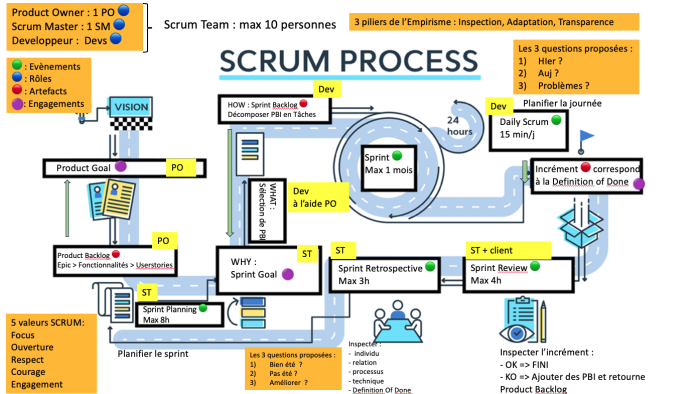 Product Owner : 1 PO
Scrum Master : 1 SM
Developpeur : Devs
Scrum Team : max 10 personnes
3 piliers de l'Empirisme : Inspection, Adaptation, Transparence
SCRUM PROCESS
Les 3 questions proposées :
1) HIer ?
2) Auj ?
3) Problèmes ?
: Evènements
: Rôles
: Artefacts
: Engagements
VISION
Dev
HOW : Sprint Backlog
Décomposer PBI en Tâches
24
hours
Dev
Planifier la journée
Daily Scrum
15 min/j
Product Goal
PO
Sprint
Max 1 mois
Incrément correspond
à la Definition of Done
WHAT :
Sélection de PBI
Dev
à l'aide PO
PO
Product Backlog
Epic > Fonctionnalités > Userstories
WHY :
Sprint Goal
ST
ST
Sprint Retrospective
Max 3h
ST + client
Sprint Review
Max 4h
ST
Sprint Planning
Max 8h
Planifier le sprint
5 valeurs SCRUM:
Focus
Ouverture
Respect
Courage
Engagement
Les 3 questions proposées :
1) Bien été ?
2) Pas été ?
3) Améliorer ?
Inspecter :
- individu
- relation
- processus
- technique
- Definition Of Done
Inspecter l'incrément :
- OK => FINI
- KO => Ajouter des PBI et retourne
Product Backlog